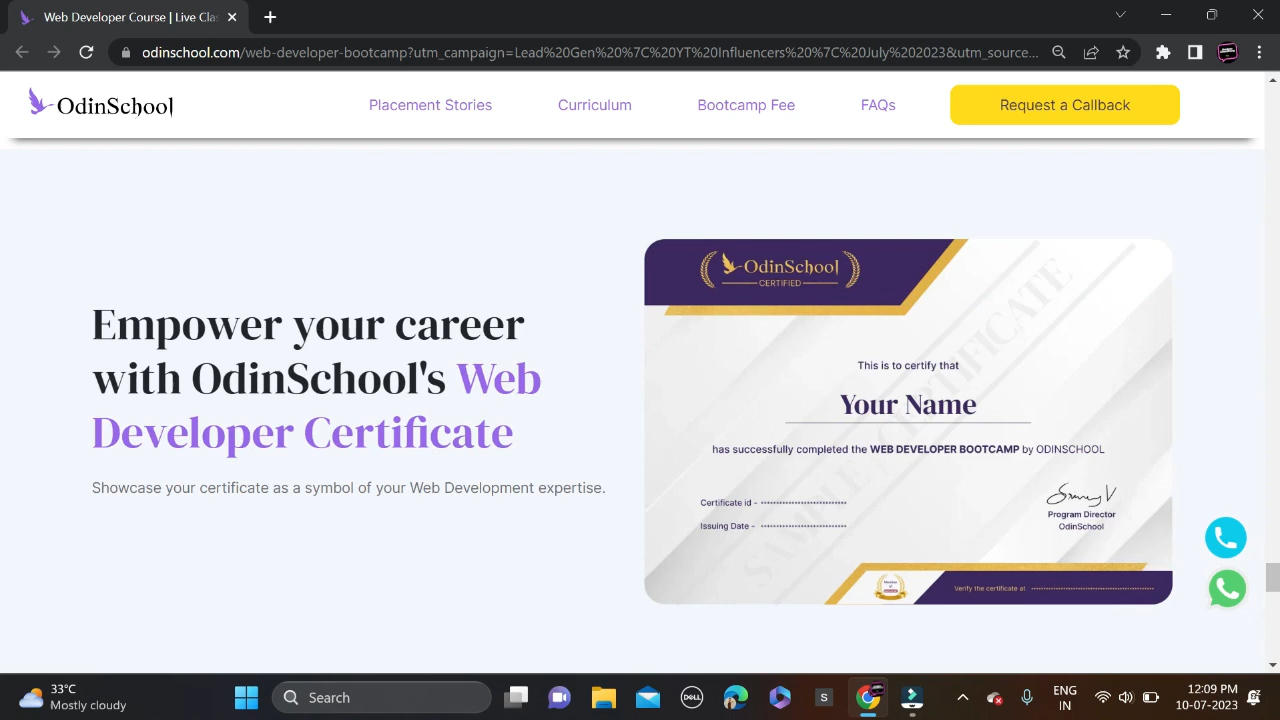 Web Developer Course | Live Clas
odinschool.com/web-developer-bootcamp?utm_campaign=Lead%20Gen%20%7C%20YT%20Influencers%20%7C%20July%202023&utm_source...
OdinSchool
Placement Stories
Curriculum
Bootcamp Fee
FAQs
Request a Callback
Empower your career
with OdinSchool's Web
Developer Certificate
Showcase your certificate as a symbol of your Web Development expertise.
OdinSchool
CERTIFIED
This is to certify that
Your Name
has successfully completed the WEB DEVELOPER BOOTCAMP by ODINSCHOOL
Certificate id -
Issuing Date -
Program Director
OdinSchool
Verify the certificate at
SAMPLE CERTIFICATE
33°C
Mostly cloudy
Search
DELL
S
ENG
IN
12:09 PM
10-07-2023